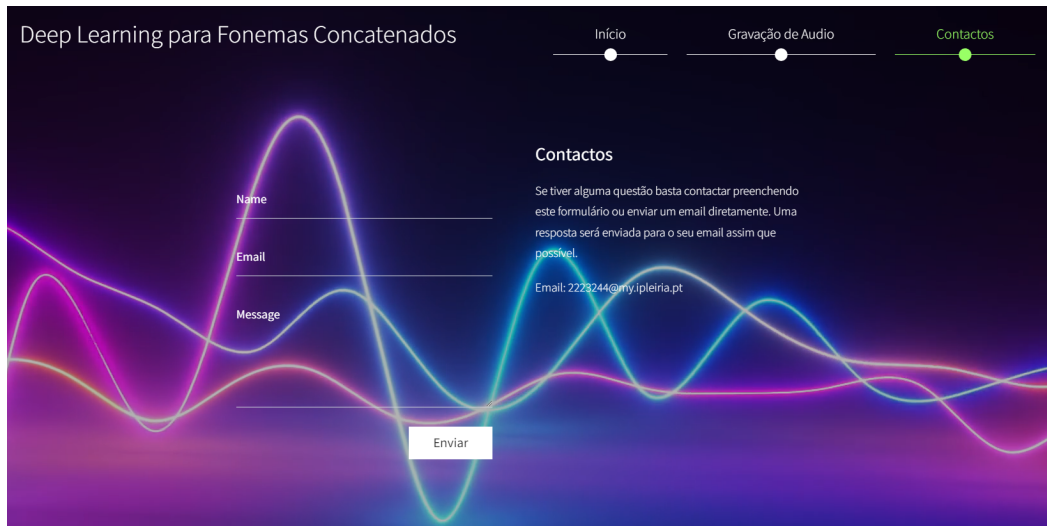 Deep Learning para Fonemas Concatenados
Início
Gravação de Audio
Contactos
Name
Email
Message
Enviar
Contactos
Se tiver alguma questão basta contactar preenchendo
este formulário ou enviar um email diretamente. Uma
resposta será enviada para o seu email assim que
possível.
Email: 2223244@my.ipleiria.pt